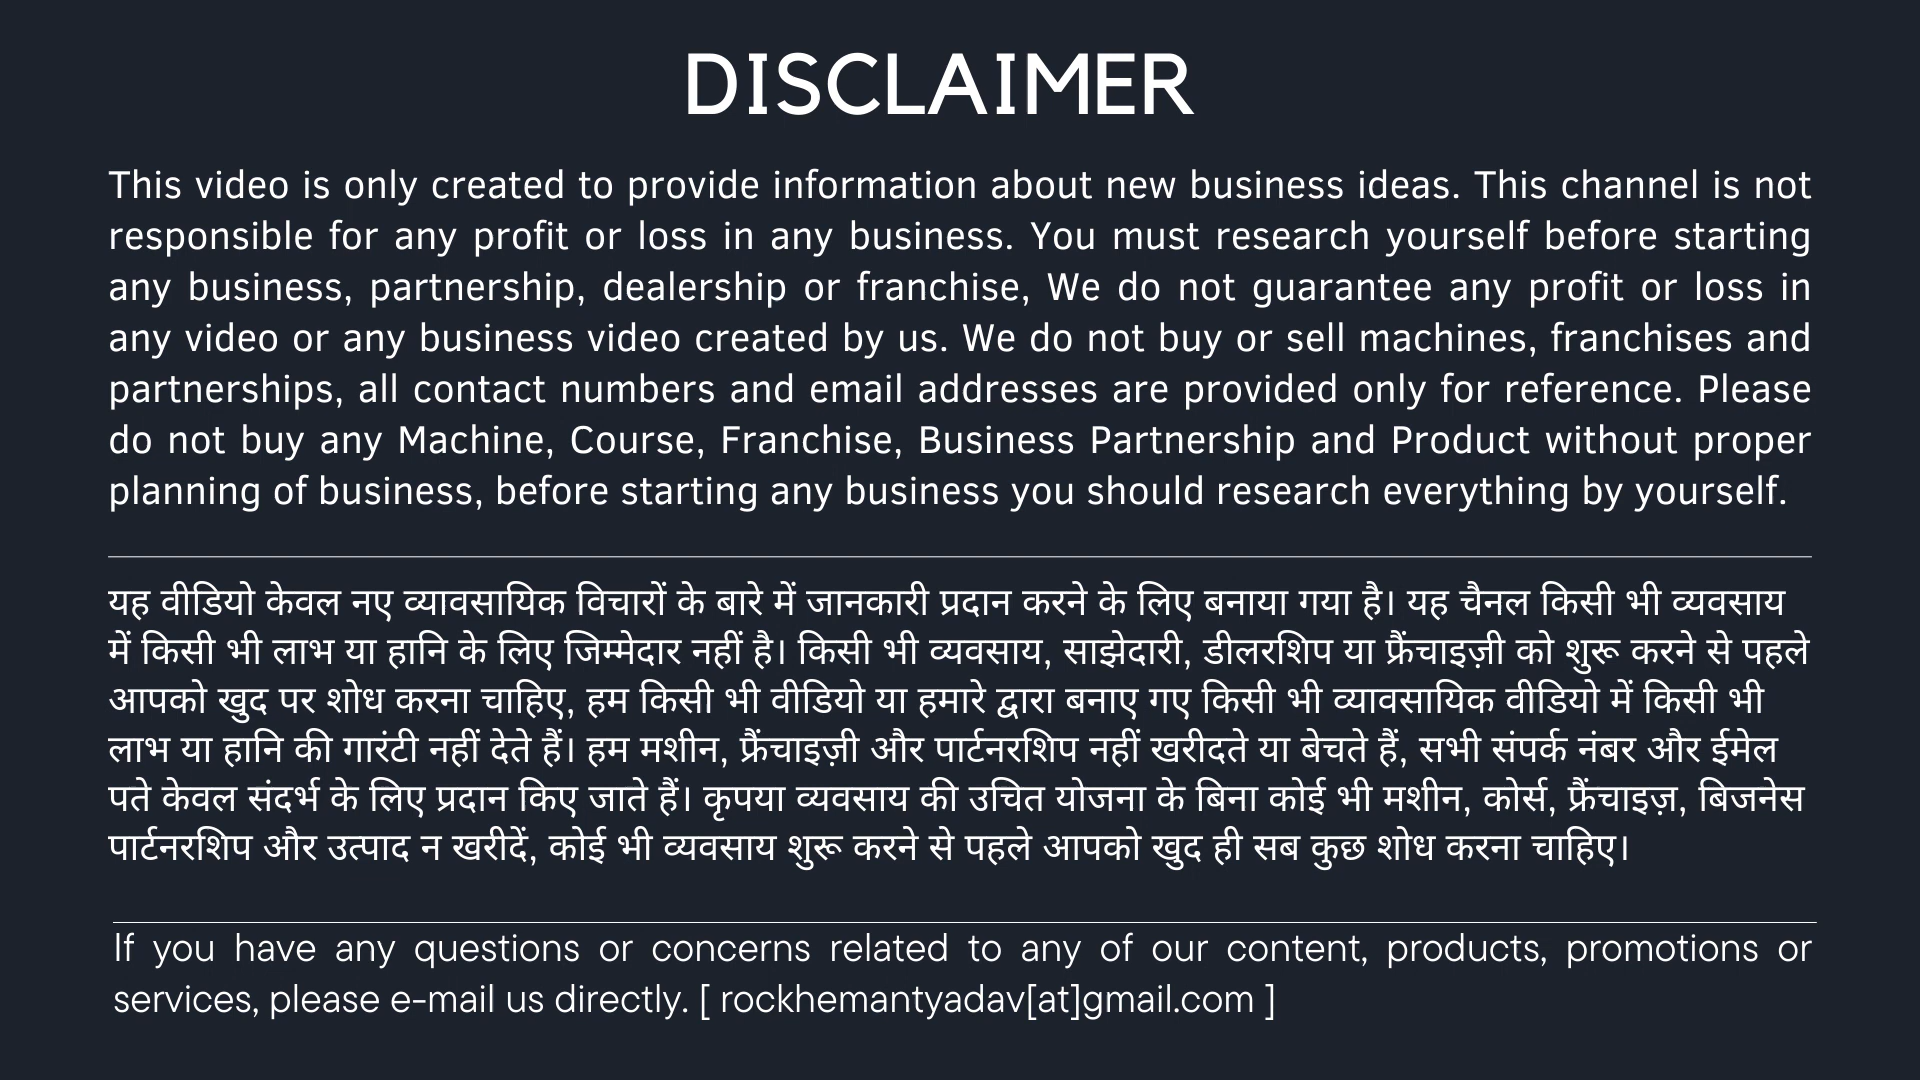 DISCLAIMER
This video is only created to provide information about new business ideas. This channel is not
responsible for any profit or loss in any business. You must research yourself before starting
any business, partnership, dealership or franchise, We do not guarantee any profit or loss in
any video or any business video created by us. We do not buy or sell machines, franchises and
partnerships, all contact numbers and email addresses are provided only for reference. Please
do not buy any Machine, Course, Franchise, Business Partnership and Product without proper
planning of business, before starting any business you should research everything by yourself.
यह वीडियो केवल नए व्यावसायिक विचारों के बारे में जानकारी प्रदान करने के लिए बनाया गया है। यह चैनल किसी भी व्यवसाय
में किसी भी लाभ या हानि के लिए जिम्मेदार नहीं है। किसी भी व्यवसाय, साझेदारी, डीलरशिप या फ्रैंचाइज़ी को शुरू करने से पहले
आपको खुद पर शोध करना चाहिए, हम किसी भी वीडियो या हमारे द्वारा बनाए गए किसी भी व्यावसायिक वीडियो में किसी भी
लाभ या हानि की गारंटी नहीं देते हैं। हम मशीन, फ्रैंचाइज़ी और पार्टनरशिप नहीं खरीदते या बेचते हैं, सभी संपर्क नंबर और ईमेल
पते केवल संदर्भ के लिए प्रदान किए जाते हैं। कृपया व्यवसाय की उचित योजना के बिना कोई भी मशीन, कोर्स, फ्रैंचाइज़, बिजनेस
पार्टनरशिप और उत्पाद न खरीदें, कोई भी व्यवसाय शुरू करने से पहले आपको खुद ही सब कुछ शोध करना चाहिए।
If you have any questions or concerns related to any of our content, products, promotions or
services, please e-mail us directly. [ rockhemantyadav[at]gmail.com ]